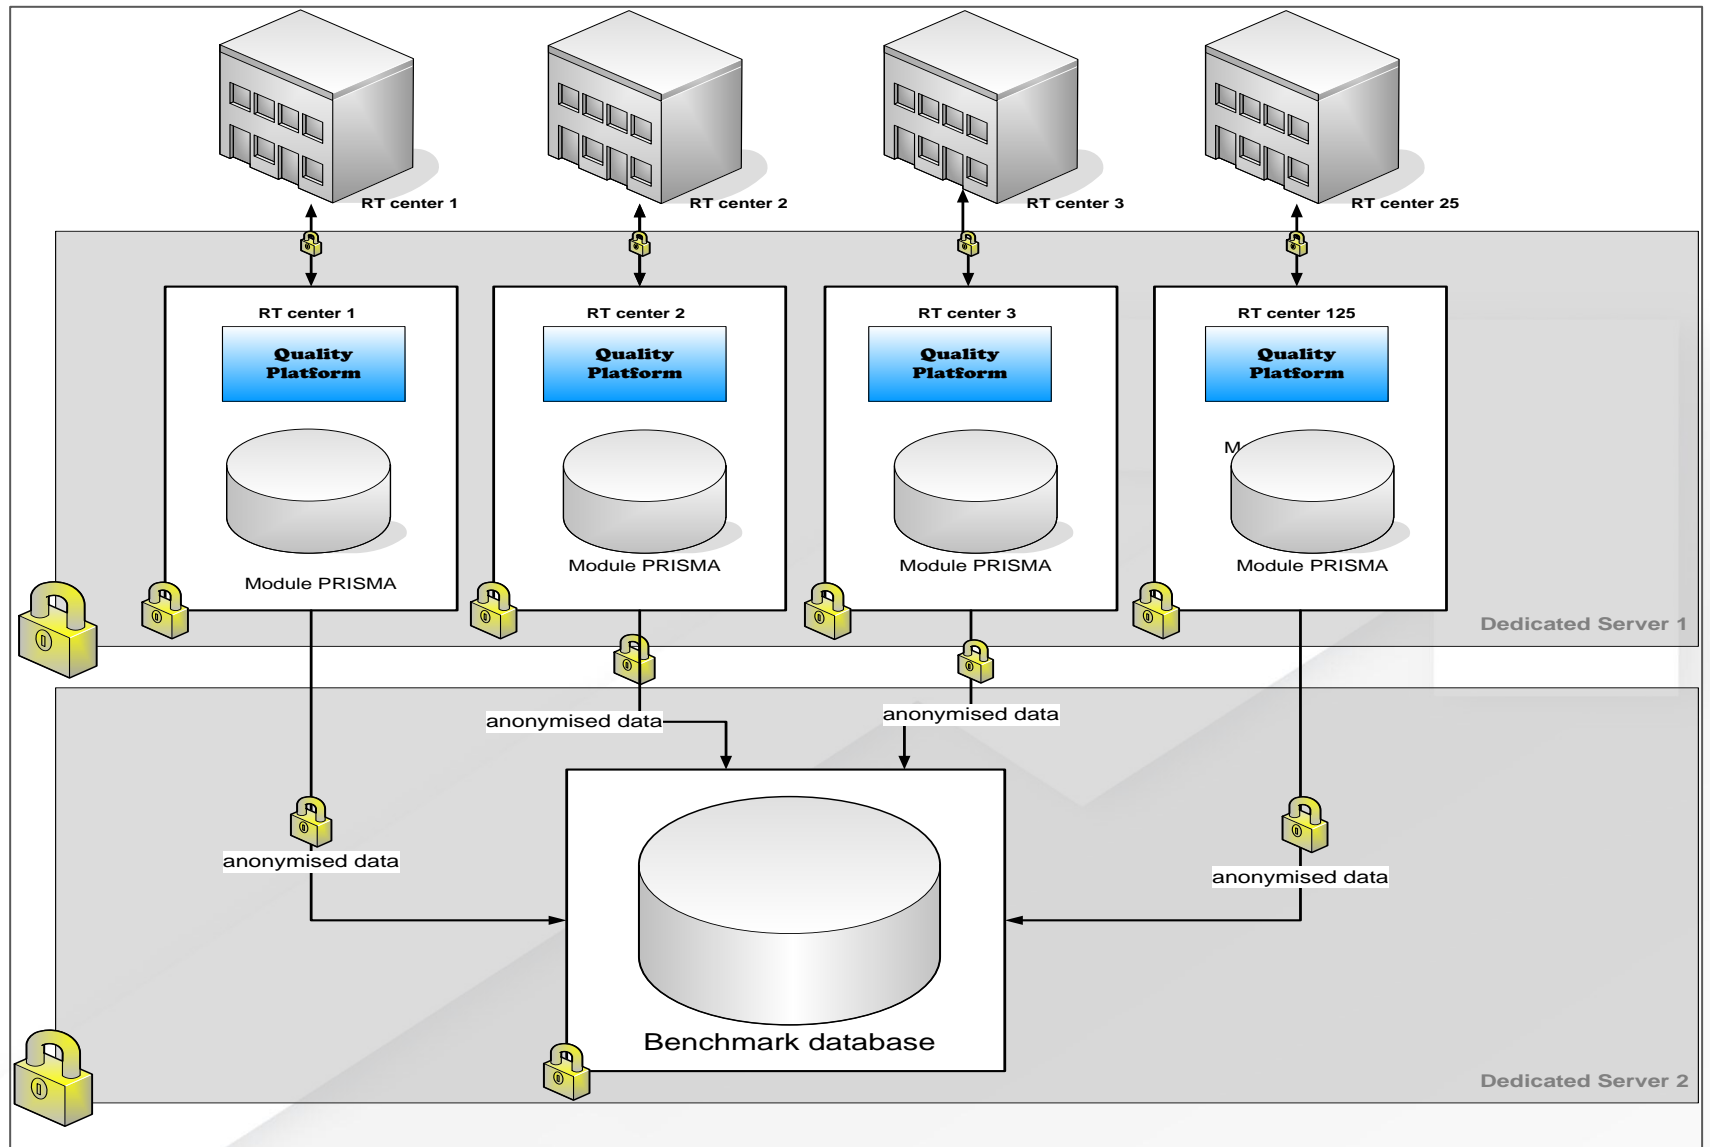 RT center 1
RT center 2
RT center 3
RT center 25
RT center 1
RT center 2
RT center 3
RT center 125
Quality
Platform
Quality
Platform
Quality
Platform
Quality
Platform
M
Module PRISMA
Module PRISMA
Module PRISMA
Module PRISMA
Dedicated Server 1
anonymised data
anonymised data
anonymised data
anonymised data
Benchmark database
Dedicated Server 2